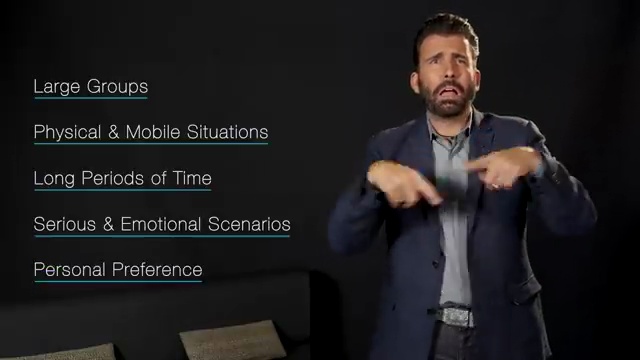 Large Groups
Physical & Mobile Situations
Long Periods of Time
Serious & Emotional Scenarios
Personal Preference